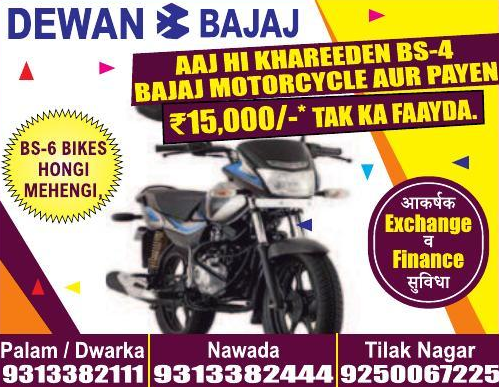 DEWAN BAJAJ
AAJ HI KHAREEDEN BS-4
BAJAJ MOTORCYCLE AUR PAYEN
₹15,000/-* TAK KA FAAYDA.
BS-6 BIKES
HONGI
MEHENGI
आकर्षक
Exchange
व
Finance
सुविधा
Palam / Dwarka
9313382111
Nawada
9313382444
Tilak Nagar
9250067225